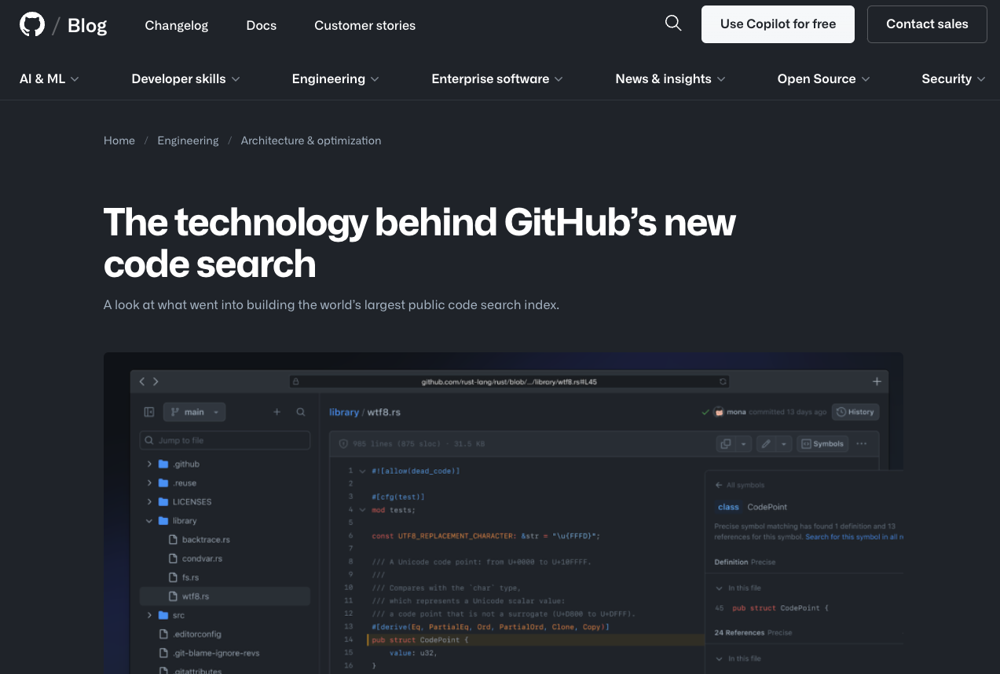 / Blog Changelog Docs Customer stories Use Copilot for free Contact sales
AI & ML Developer skills Engineering Enterprise software News & insights Open Source Security
Home / Engineering / Architecture & optimization
The technology behind GitHub’s new
code search
A look at what went into building the world’s largest public code search index.
github.com/rust-lang/rust/blob/.../library/wtf8.rs#L45
main
Jump to file
.github
.reuse
LICENSES
library
backtrace.rs
condvar.rs
fs.rs
wtf8.rs
src
.editorconfig
.git-blame-ignore-revs
.gitattributes
library / wtf8.rs
mona committed 13 days ago History
985 lines (875 sloc) · 31.5 KB Symbols
1 #![allow(dead_code)]
2
3 #[cfg(test)]
4 mod tests;
5
6 const UTF8_REPLACEMENT_CHARACTER: &str = "\u{FFFD}";
7
8 /// A Unicode code point: from U+0000 to U+10FFFF.
9 ///
10 /// Compares with the `char` type,
11 /// which represents a Unicode scalar value:
12 /// a code point that is not a surrogate (U+D800 to U+DFFF).
13 #[derive(Eq, PartialEq, Ord, PartialOrd, Clone, Copy)]
14 pub struct CodePoint {
15 value: u32,
16 }
All symbols
class CodePoint
Precise symbol matching has found 1 definition and 13
references for this symbol. Search for this symbol in all
Definition Precise
In this file
45 pub struct CodePoint {
24 References Precise
In this file